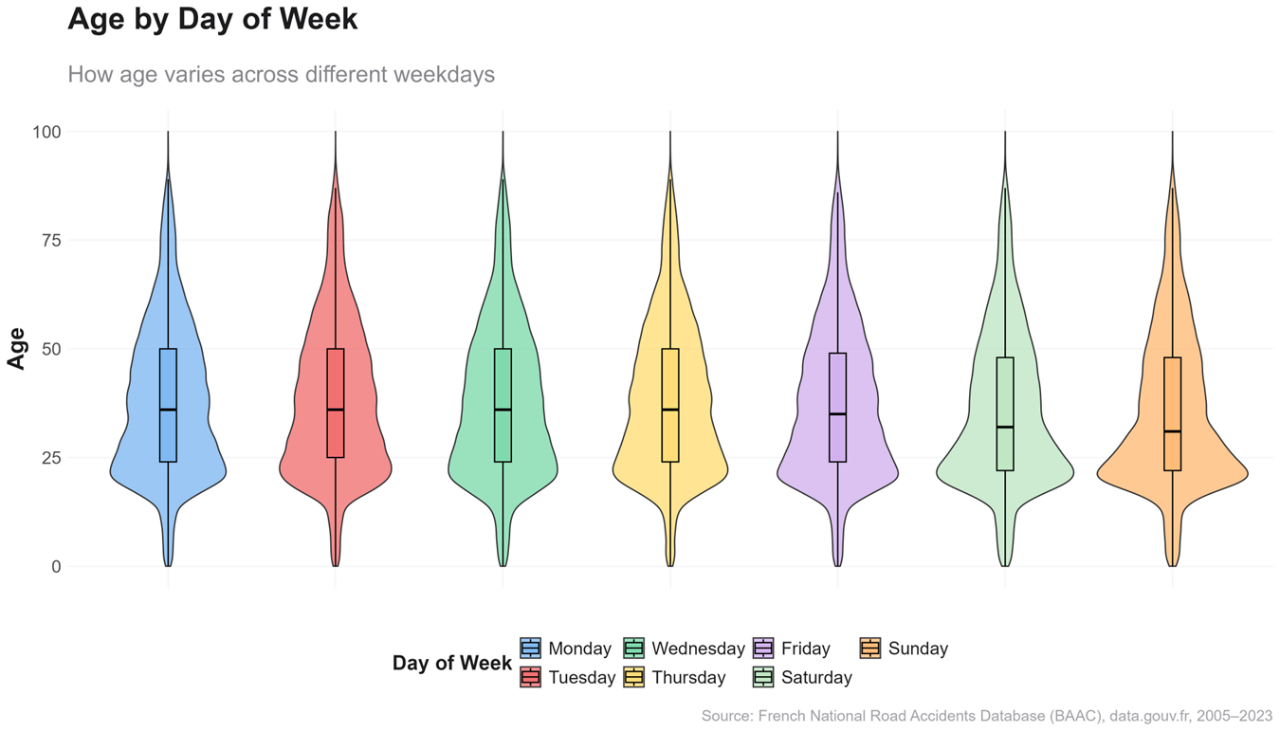 Age by Day of Week
How age varies across different weekdays
100
75
50
25
0
Age
Day of Week
Monday
Wednesday
Friday
Sunday
Tuesday
Thursday
Saturday
Source: French National Road Accidents Database (BAAC), data.gouv.fr, 2005–2023